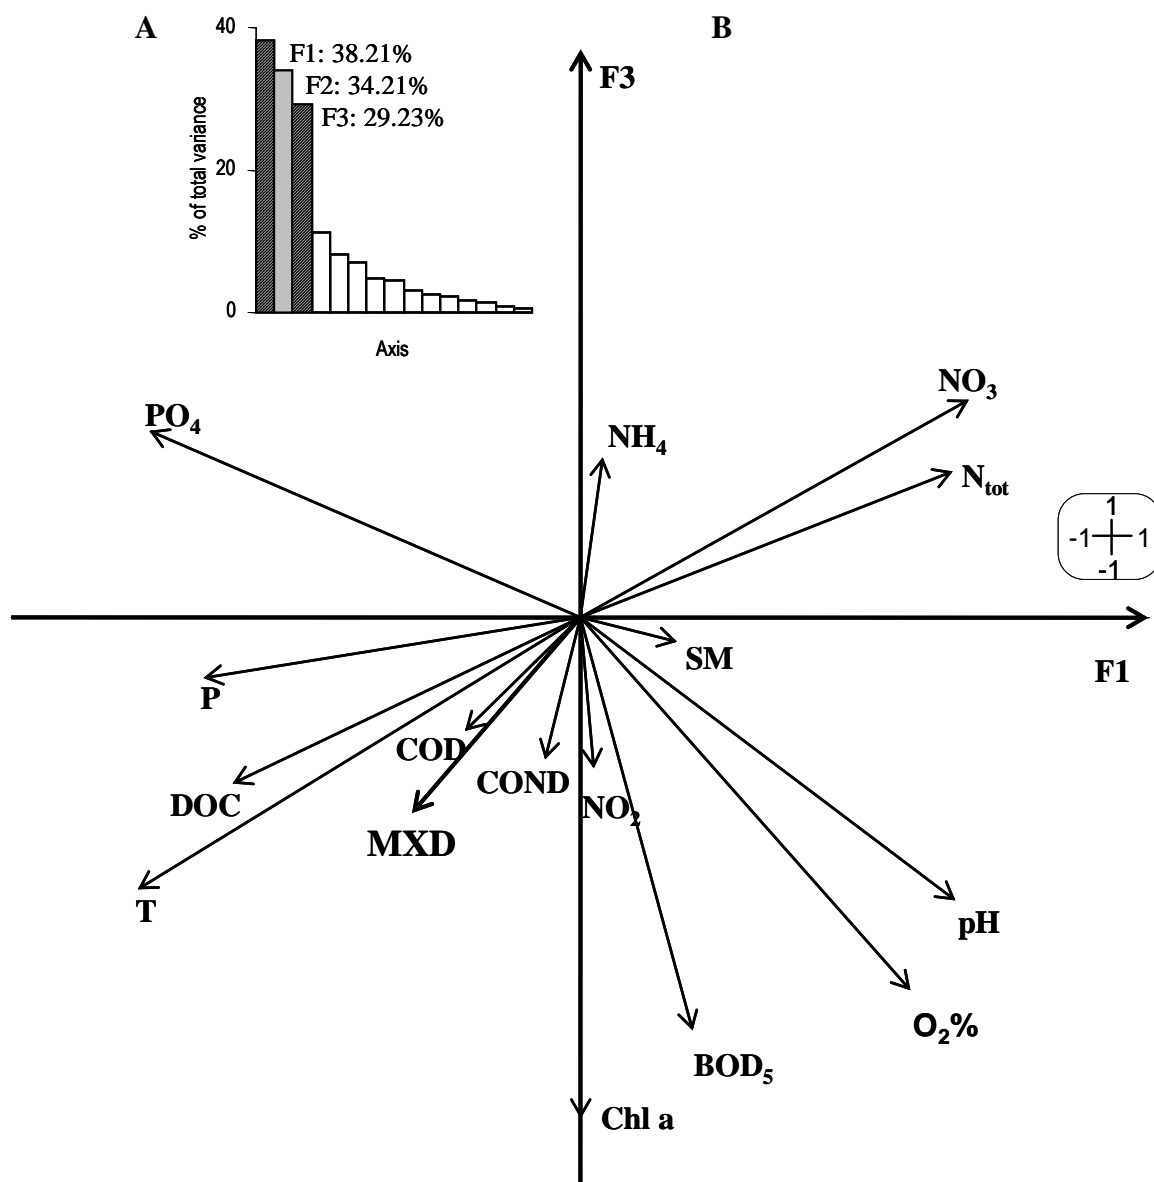 A
B
40
F1: 38.21%
F2: 34.21%
F3: 29.23%
% of total variance
20
0
Axis
F3
NO₃
PO₄
NH₄
Nₜₒₜ
1
-1 1
-1
SM
F1
P
COD
COND
DOC
NO₂
MXD
T
pH
O₂%
BOD₅
Chl a